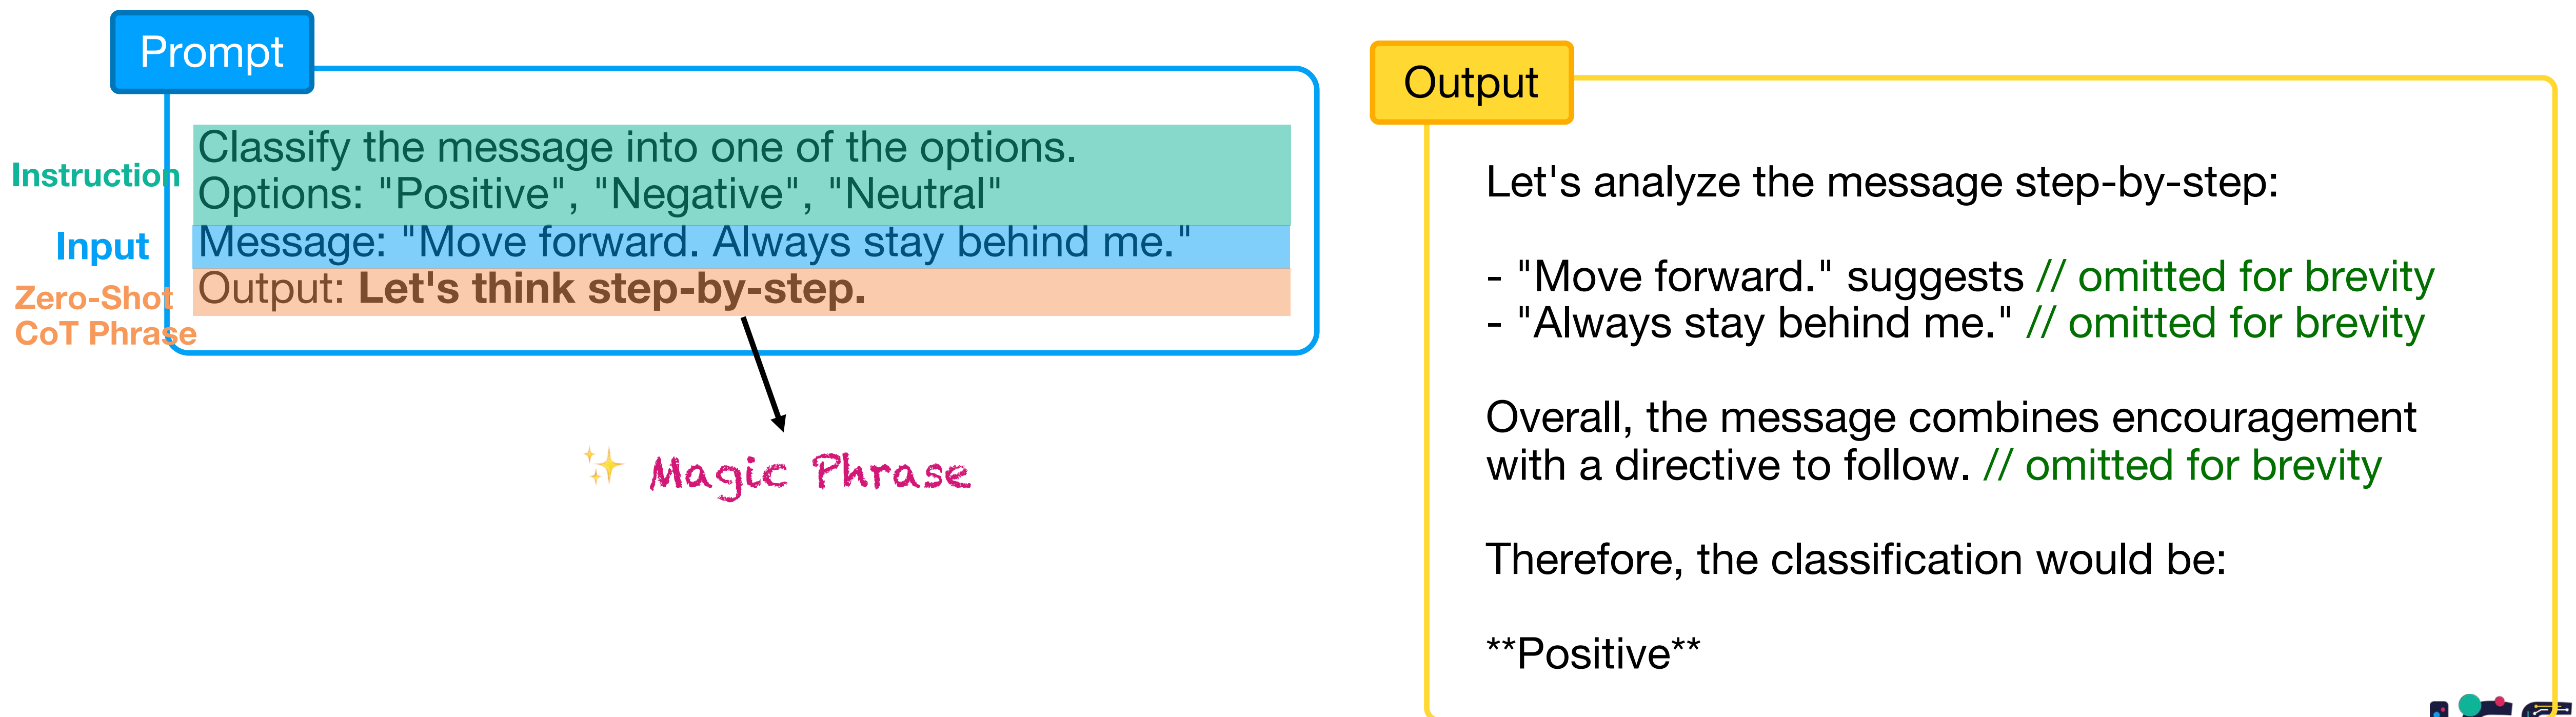 Prompt
Instruction
Classify the message into one of the options.
Options: "Positive", "Negative", "Neutral"
Input
Message: "Move forward. Always stay behind me."
Zero-Shot
CoT Phrase
Output: Let's think step-by-step.
✨ Magic Phrase
Output
Let's analyze the message step-by-step:
- "Move forward." suggests // omitted for brevity
- "Always stay behind me." // omitted for brevity
Overall, the message combines encouragement
with a directive to follow. // omitted for brevity
Therefore, the classification would be:
**Positive**